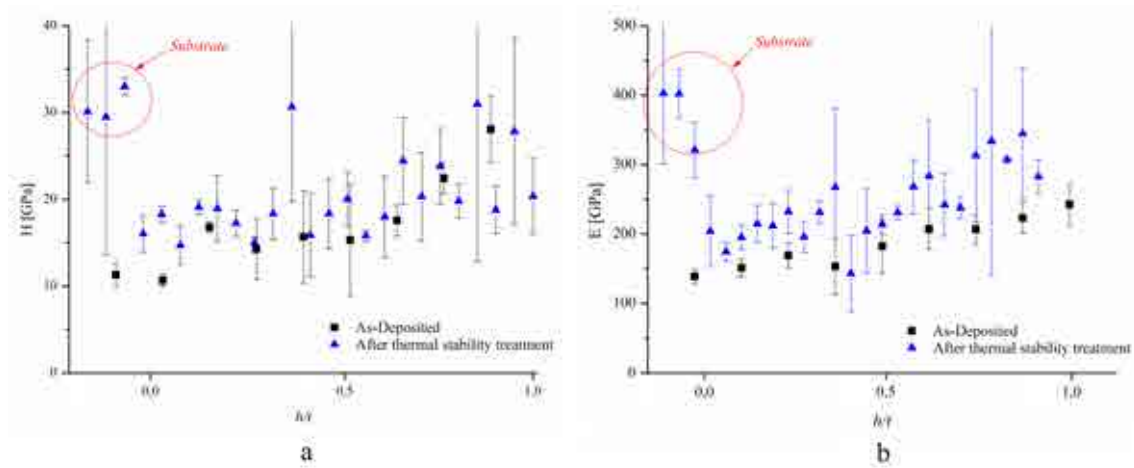 40
30
20
10
0
H [GPa]
Substrate
As-Deposited
After thermal stability treatment
0.0
0.5
1.0
h/t
a
500
400
300
200
100
0
E [GPa]
Substrate
As-Deposited
After thermal stability treatment
0.0
0.5
1.0
h/t
b